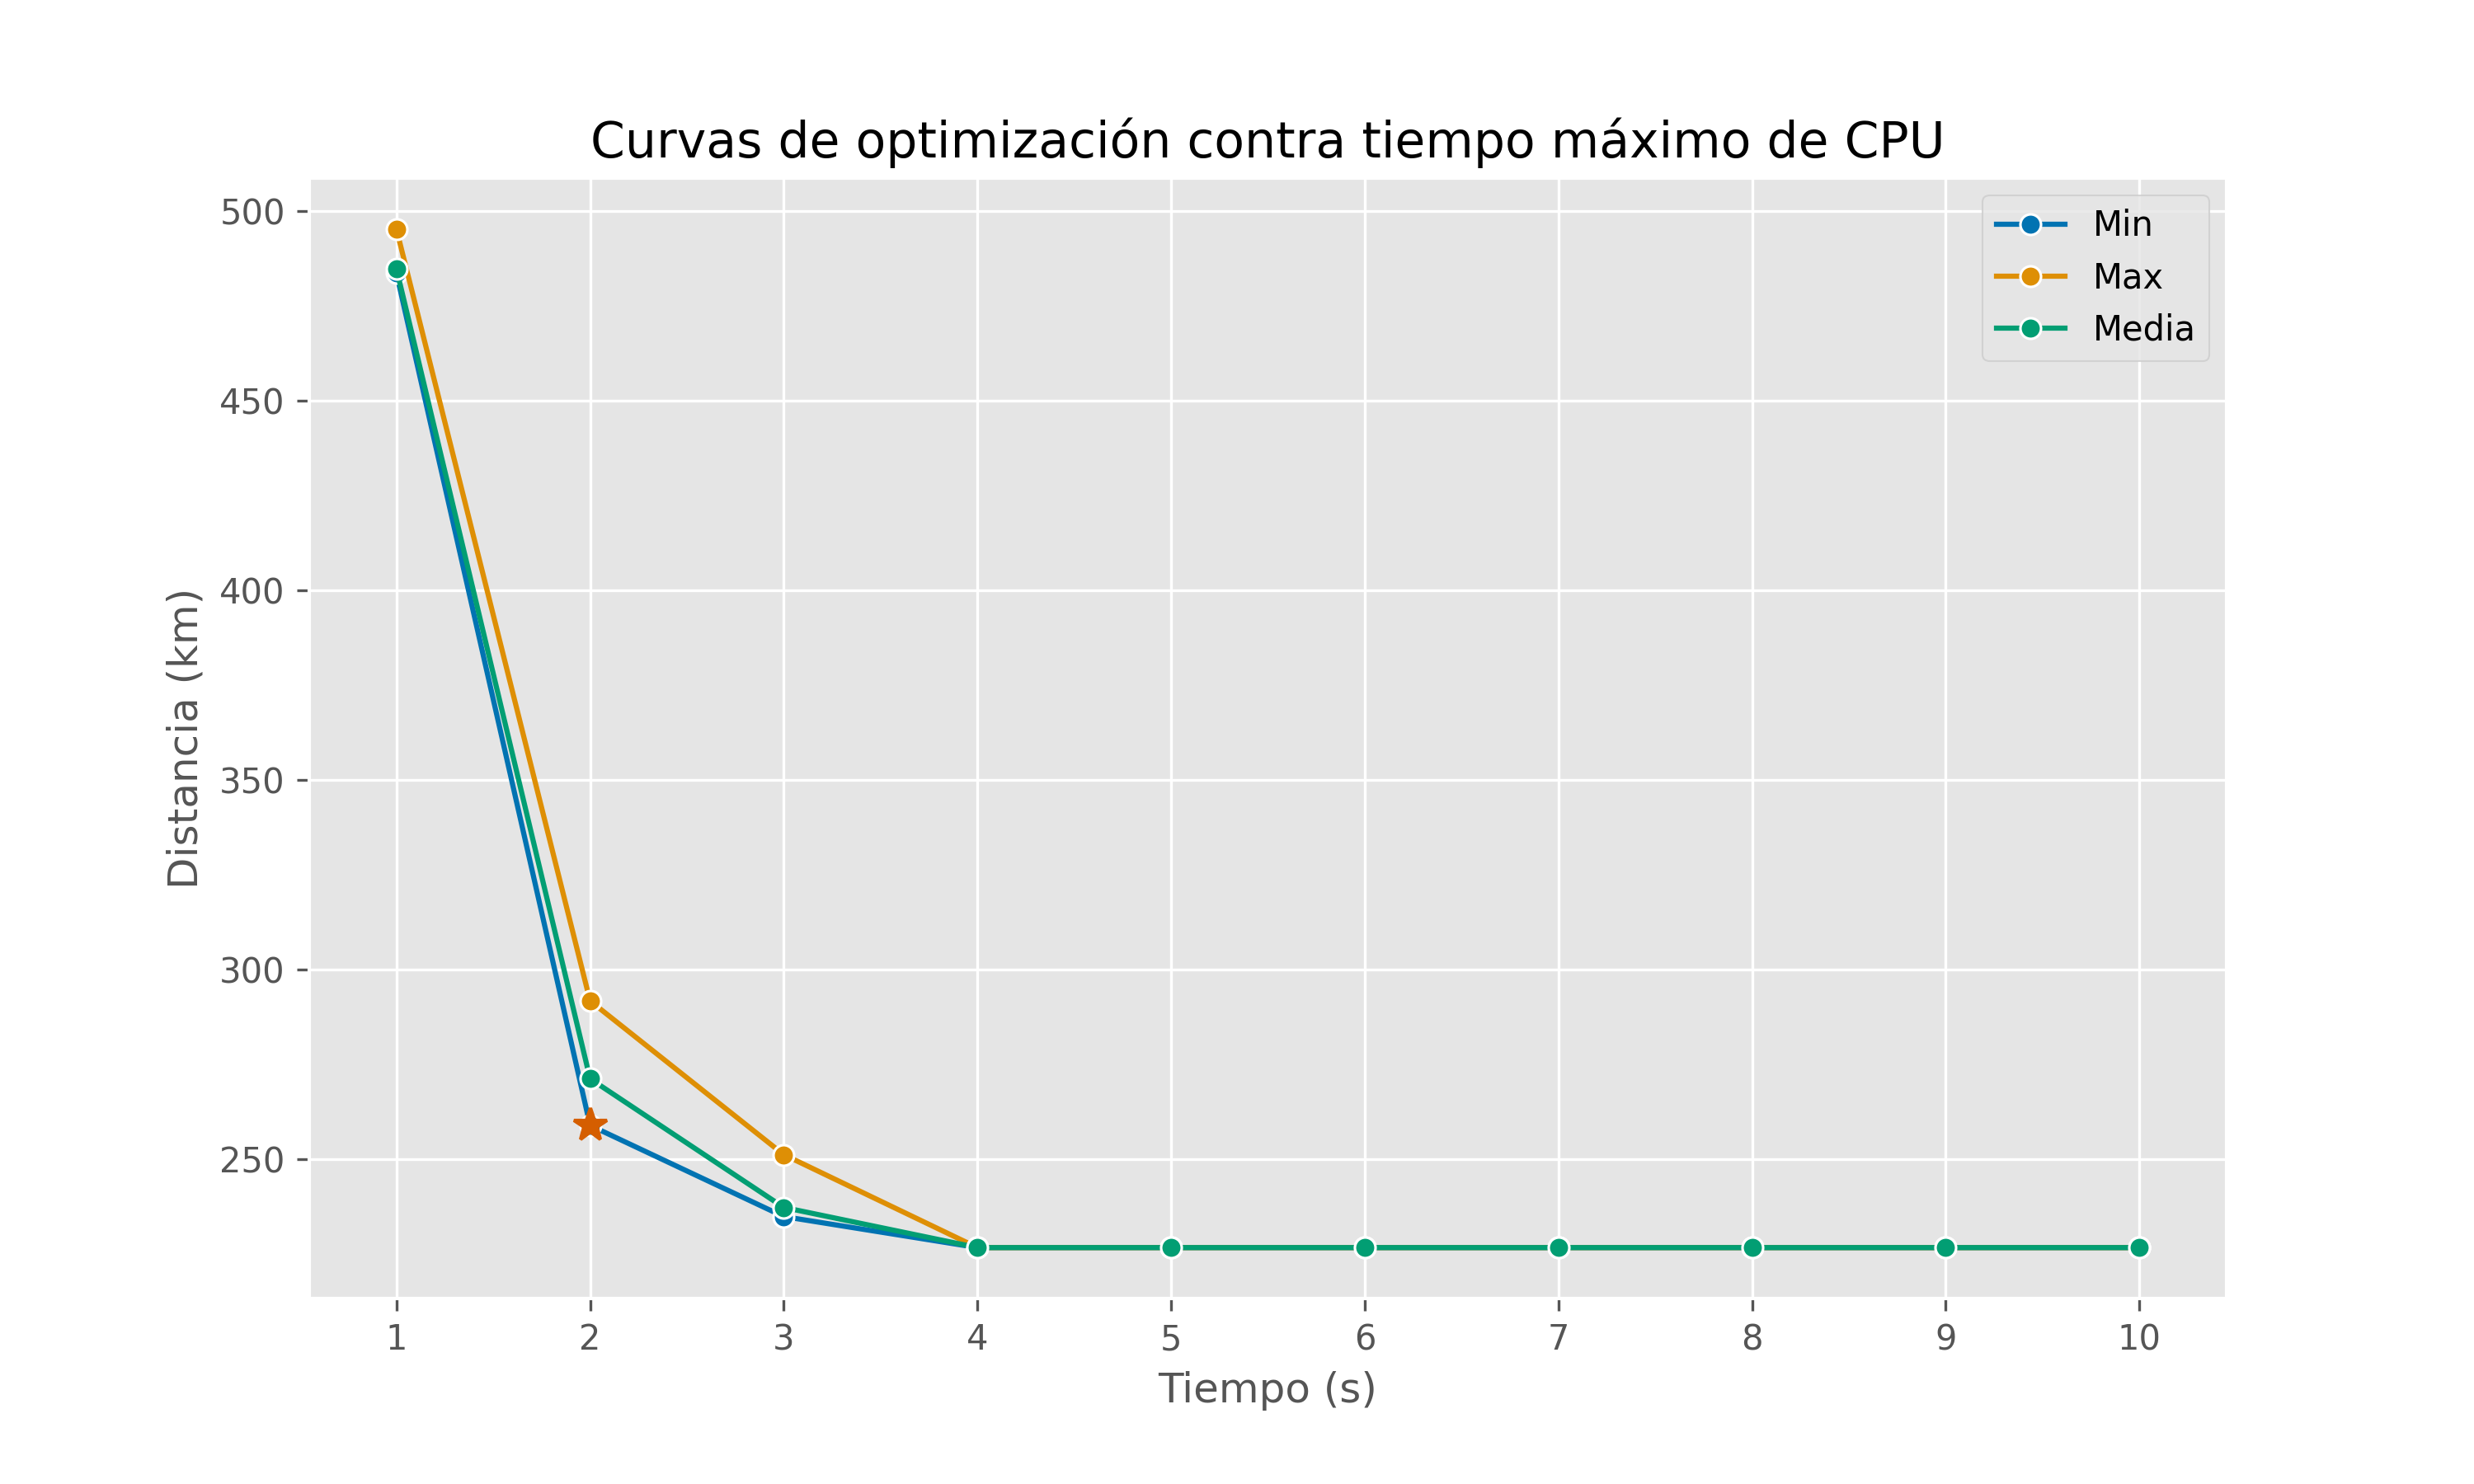 Curvas de optimización contra tiempo máximo de CPU
Min
Max
Media
500
450
400
350
300
250
Distancia (km)
1 2 3 4 5 6 7 8 9 10
Tiempo (s)